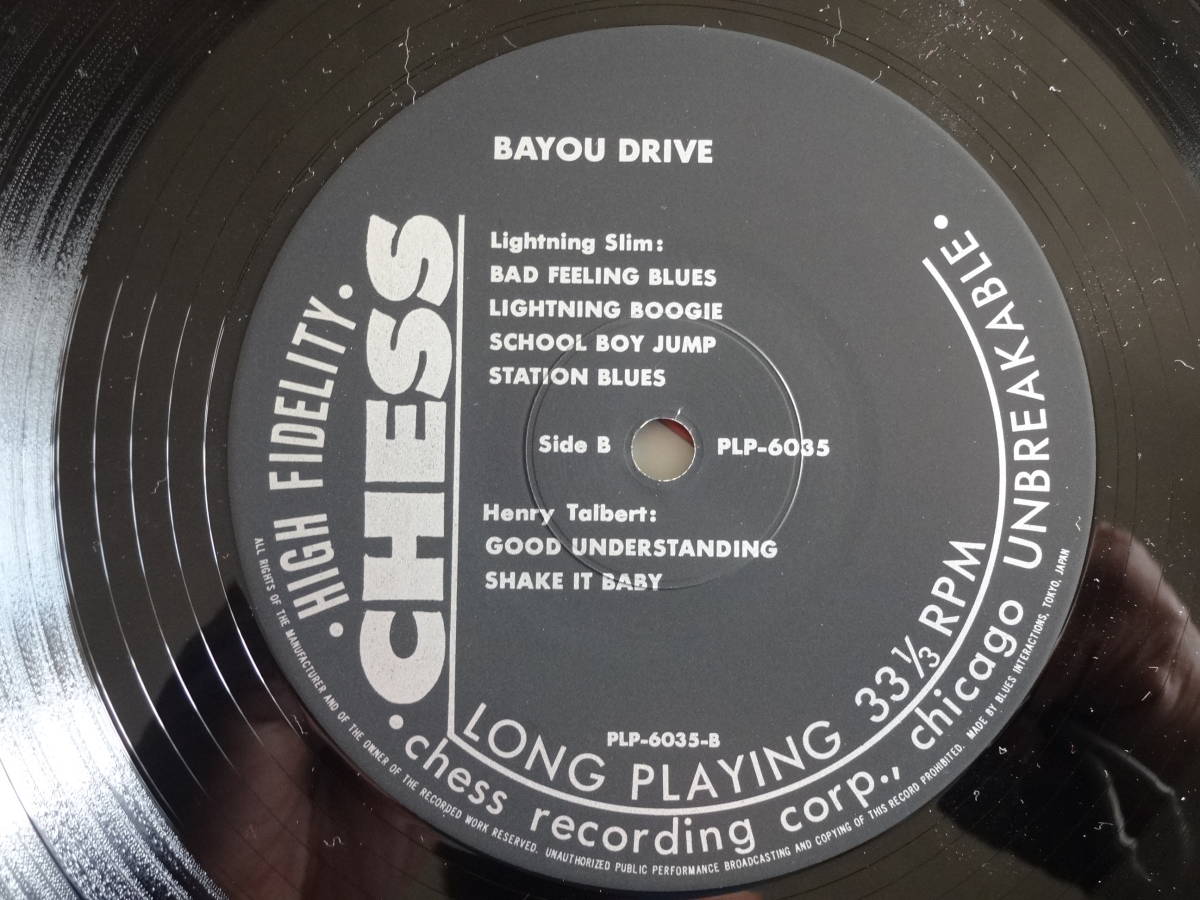 BAYOU DRIVE
Lightning Slim:
BAD FEELING BLUES
LIGHTNING BOOGIE
SCHOOL BOY JUMP
STATION BLUES
Side B
PLP-6035
Henry Talbert:
GOOD UNDERSTANDING
SHAKE IT BABY
PLP-6035-B
• HIGH FIDELITY •
CHESS
LONG PLAYING 33⅓ RPM
• chess recording corp., chicago UNBREAKABLE •
ALL RIGHTS OF THE MANUFACTURER AND OF THE OWNER OF THE RECORDED WORK RESERVED. UNAUTHORIZED PUBLIC PERFORMANCE BROADCASTING AND COPYING OF THIS RECORD PROHIBITED. MADE BY BLUES INTERACTIONS, TOKYO, JAPAN